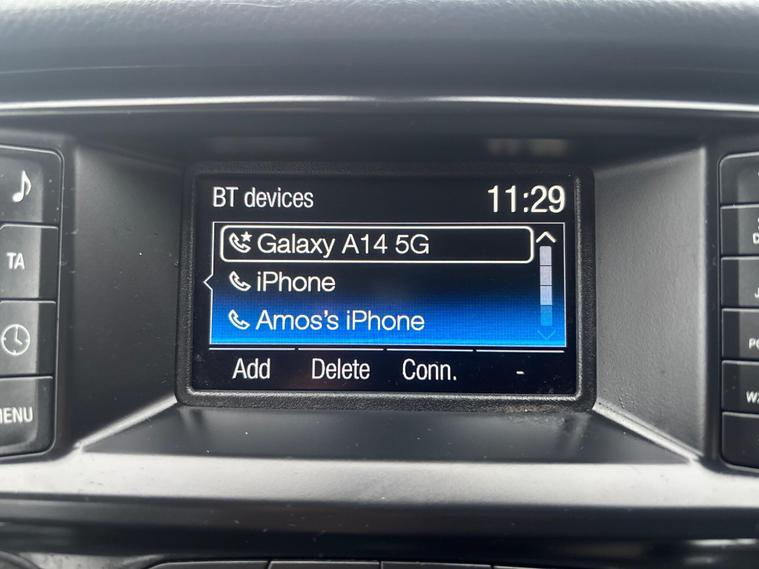 BT devices 11:29
Galaxy A14 5G
iPhone
Amos's iPhone
Add Delete Conn. -
TA
MENU